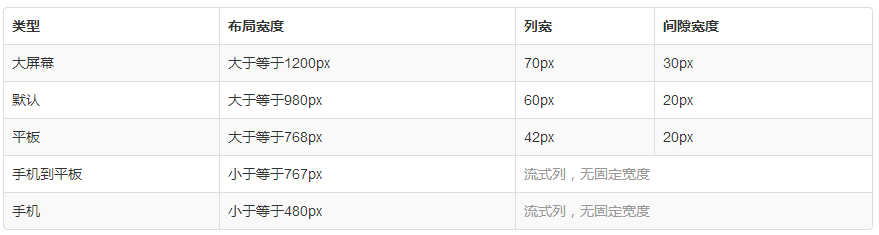 类型 布局宽度 列宽 间隙宽度
大屏幕 大于等于1200px 70px 30px
默认 大于等于980px 60px 20px
平板 大于等于768px 42px 20px
手机到平板 小于等于767px 流式列，无固定宽度
手机 小于等于480px 流式列，无固定宽度